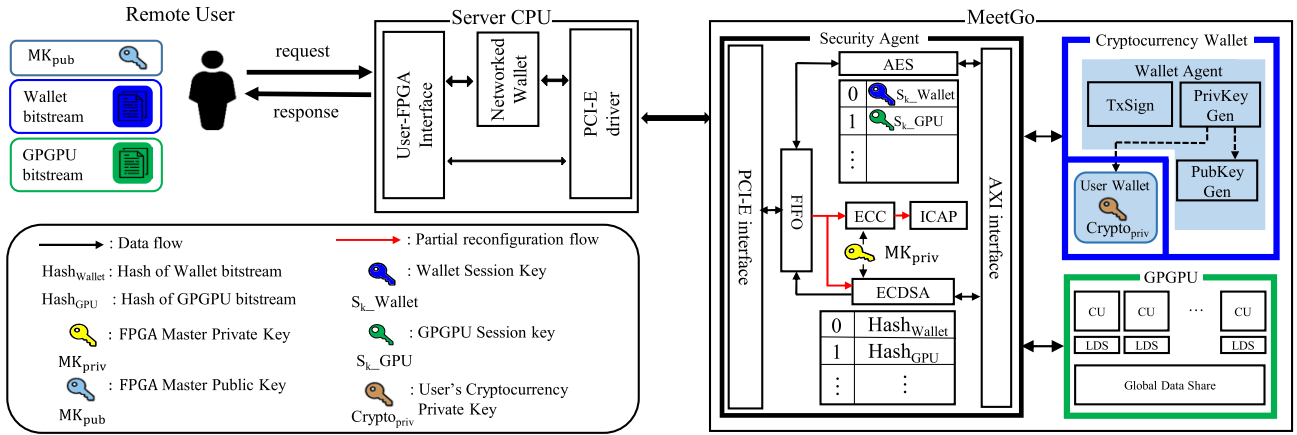 Remote User
MK_pub
Wallet
bitstream
GPGPU
bitstream
request
response
Server CPU
User-FPGA
Interface
Networked
Wallet
PCI-E
driver
MeetGo
Security Agent
PCI-E interface
FIFO
AES
0 S_k_Wallet
1 S_k_GPU
⋮
ECC
ICAP
MK_priv
ECDSA
0 Hash_Wallet
1 Hash_GPU
⋮ ⋮
AXI interface
Cryptocurrency Wallet
Wallet Agent
TxSign
PrivKey
Gen
PubKey
Gen
User Wallet
Crypto_priv
GPGPU
CU CU ··· CU
LDS LDS LDS
Global Data Share
: Data flow
: Partial reconfiguration flow
Hash_Wallet : Hash of Wallet bitstream
: Wallet Session Key
S_k_Wallet
Hash_GPU : Hash of GPGPU bitstream
: GPGPU Session key
S_k_GPU
: FPGA Master Private Key
MK_priv
: FPGA Master Public Key
MK_pub
: User's Cryptocurrency
Private Key
Crypto_priv